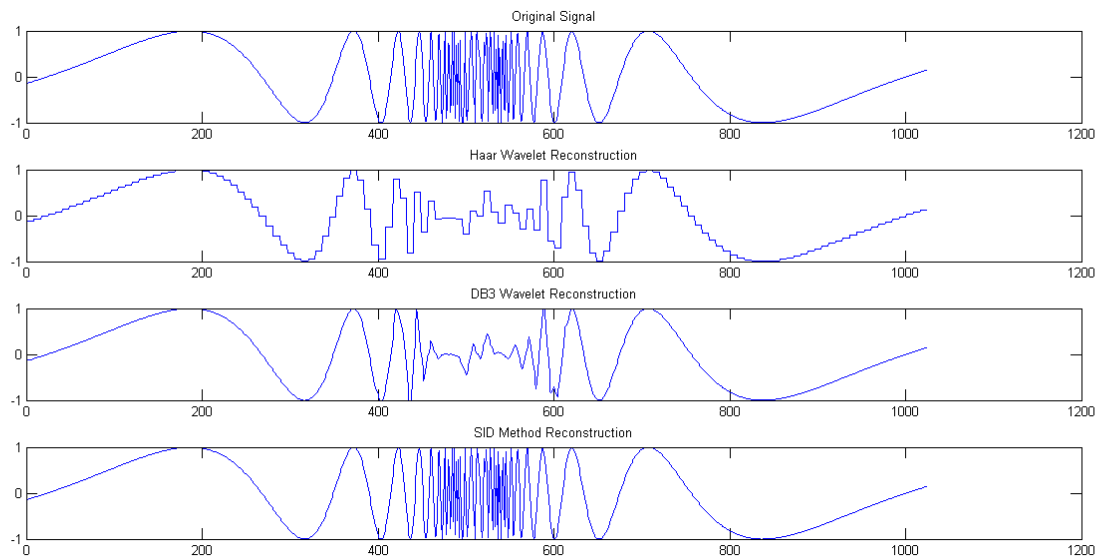 Original Signal
1
0
-1
0 200 400 600 800 1000 1200
Haar Wavelet Reconstruction
1
0
-1
0 200 400 600 800 1000 1200
DB3 Wavelet Reconstruction
1
0
-1
0 200 400 600 800 1000 1200
SID Method Reconstruction
1
0
-1
0 200 400 600 800 1000 1200